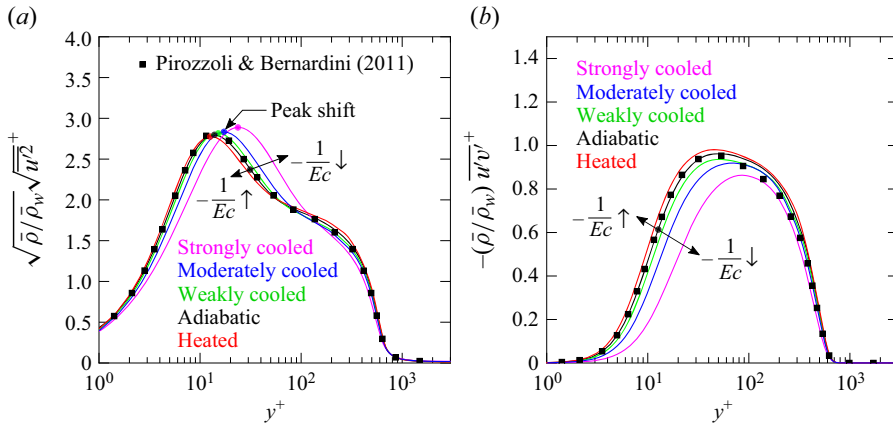 (a)
4.0
3.5
3.0
2.5
2.0
1.5
1.0
0.5
0
√ρ̄/ρ̄w √u′²⁺
■ Pirozzoli & Bernardini (2011)
Peak shift
− 1/Ec ↓
− 1/Ec ↑
Strongly cooled
Moderately cooled
Weakly cooled
Adiabatic
Heated
10⁰ 10¹ 10² 10³
y⁺
(b)
1.4
1.2
1.0
0.8
0.6
0.4
0.2
0
−(ρ̄/ρ̄w) u′v′⁺
Strongly cooled
Moderately cooled
Weakly cooled
Adiabatic
Heated
− 1/Ec ↑
− 1/Ec ↓
10⁰ 10¹ 10² 10³
y⁺